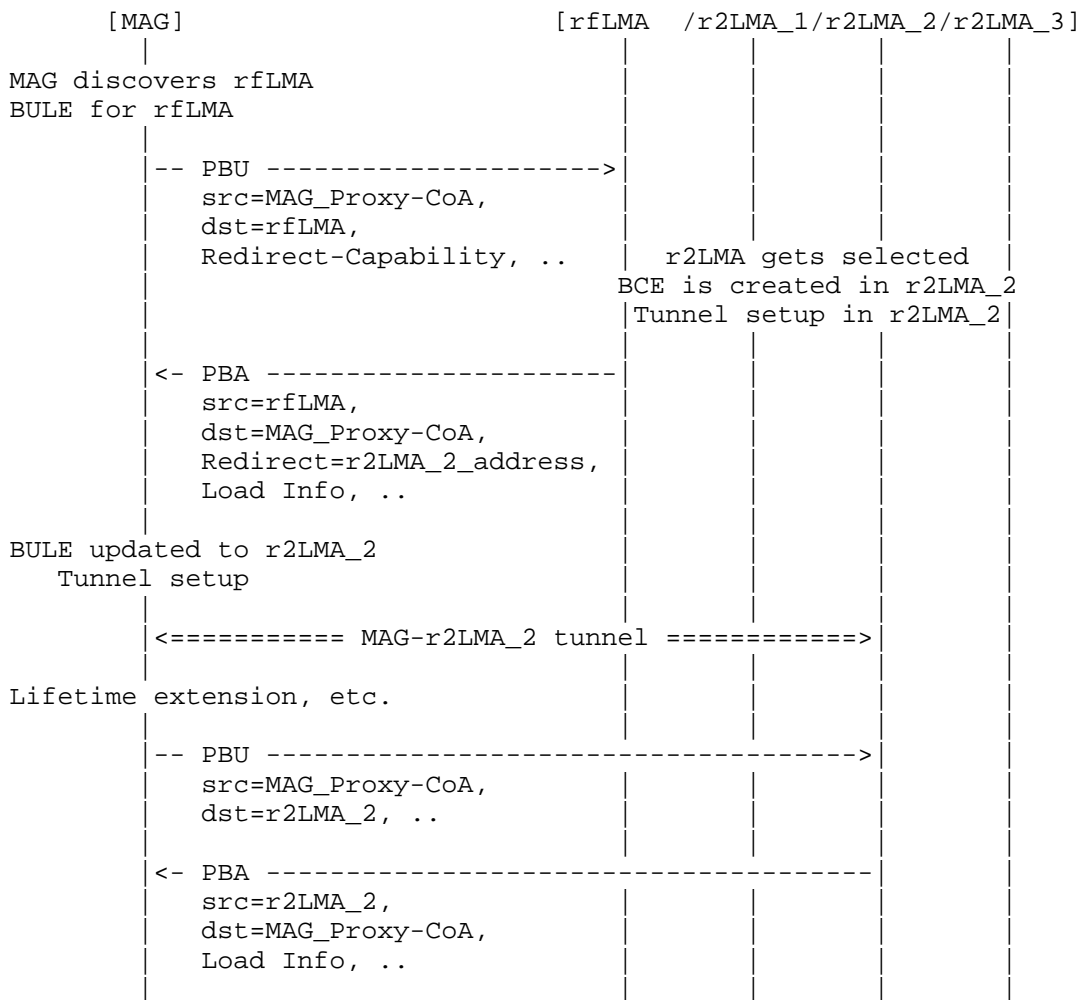 [MAG] [rfLMA /r2LMA_1/r2LMA_2/r2LMA_3]
MAG discovers rfLMA
BULE for rfLMA
-- PBU --------------------->
src=MAG_Proxy-CoA,
dst=rfLMA,
Redirect-Capability, .. r2LMA gets selected
BCE is created in r2LMA_2
Tunnel setup in r2LMA_2
<- PBA ----------------------
src=rfLMA,
dst=MAG_Proxy-CoA,
Redirect=r2LMA_2_address,
Load Info, ..
BULE updated to r2LMA_2
Tunnel setup
<=========== MAG-r2LMA_2 tunnel ============>
Lifetime extension, etc.
-- PBU ------------------------------------->
src=MAG_Proxy-CoA,
dst=r2LMA_2, ..
<- PBA --------------------------------------
src=r2LMA_2,
dst=MAG_Proxy-CoA,
Load Info, ..